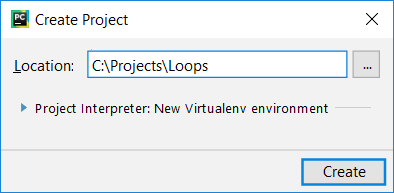 PC Create Project
Location: C:\Projects\Loops ...
Project Interpreter: New Virtualenv environment
Create